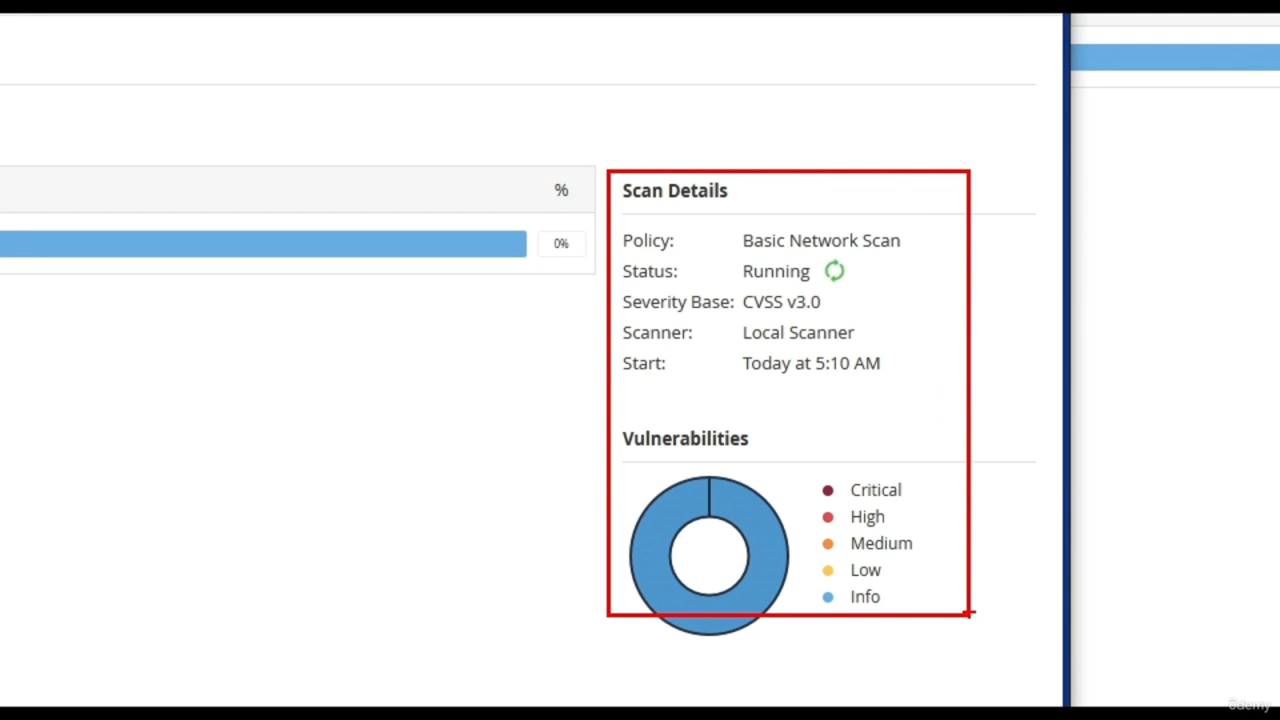 %
0%
Scan Details
Policy: Basic Network Scan
Status: Running
Severity Base: CVSS v3.0
Scanner: Local Scanner
Start: Today at 5:10 AM
Vulnerabilities
Critical
High
Medium
Low
Info
ûdemy